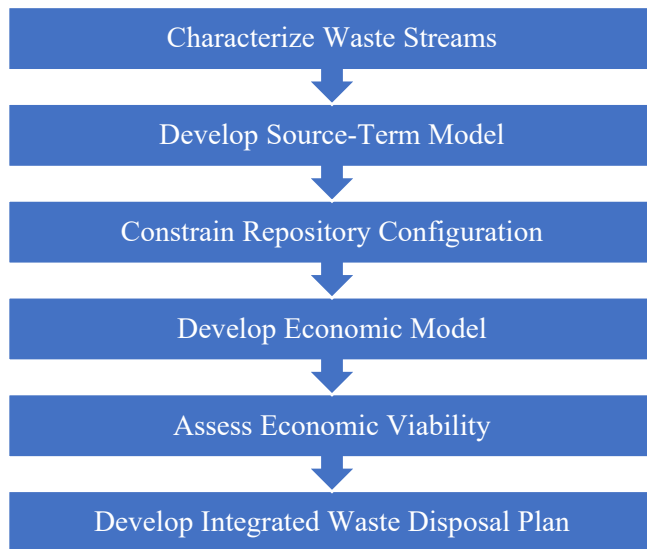 Characterize Waste Streams
Develop Source-Term Model
Constrain Repository Configuration
Develop Economic Model
Assess Economic Viability
Develop Integrated Waste Disposal Plan